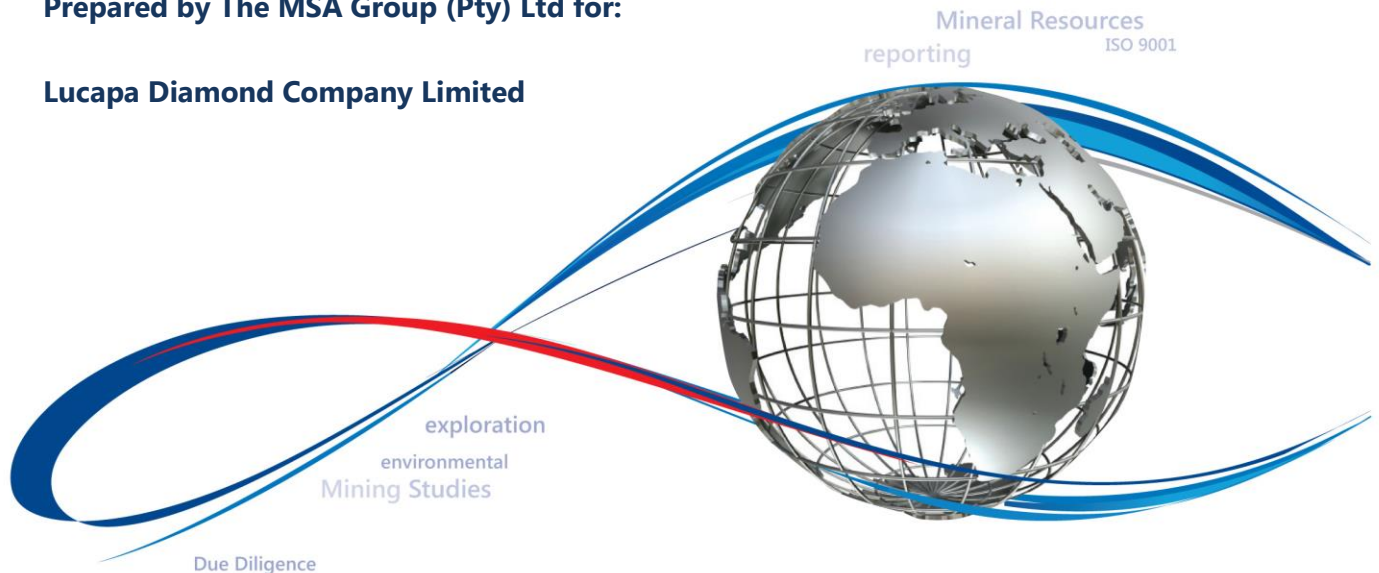 Prepared by The MSA Group (Pty) Ltd for:
Lucapa Diamond Company Limited
Mineral Resources
ISO 9001
reporting
exploration
environmental
Mining Studies
Due Diligence